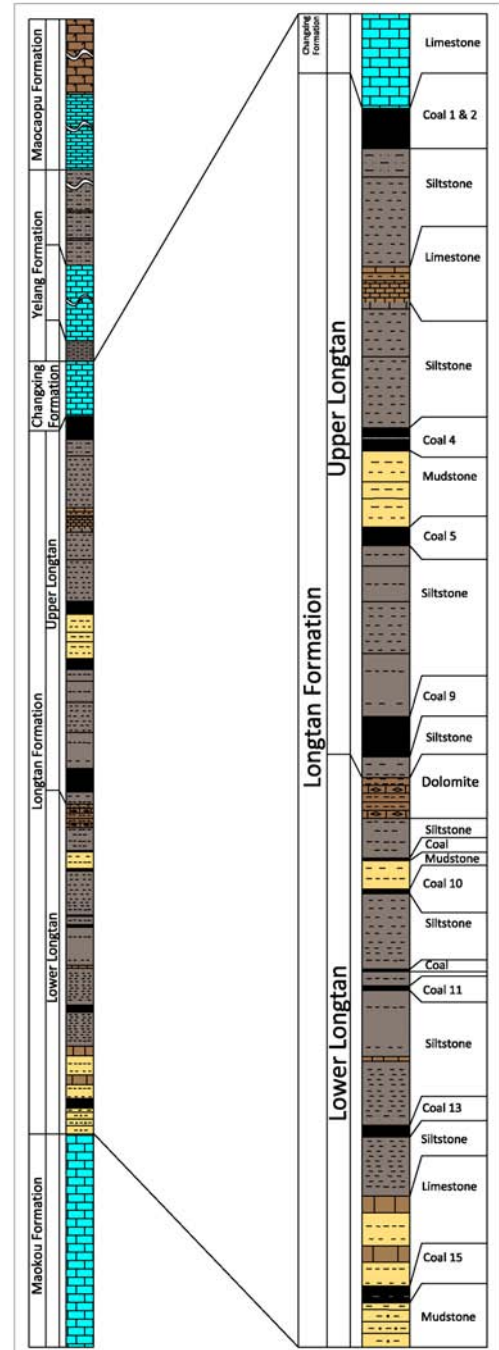 Maocaopu Formation
Yelang Formation
Changxing
Formation
Longtan Formation
Upper Longtan
Lower Longtan
Maokou Formation
Changxing
Formation
Longtan Formation
Upper Longtan
Lower Longtan
Limestone
Coal 1 & 2
Siltstone
Limestone
Siltstone
Coal 4
Mudstone
Coal 5
Siltstone
Coal 9
Siltstone
Dolomite
Siltstone
Coal
Mudstone
Coal 10
Siltstone
Coal
Coal 11
Siltstone
Coal 13
Siltstone
Limestone
Coal 15
Mudstone